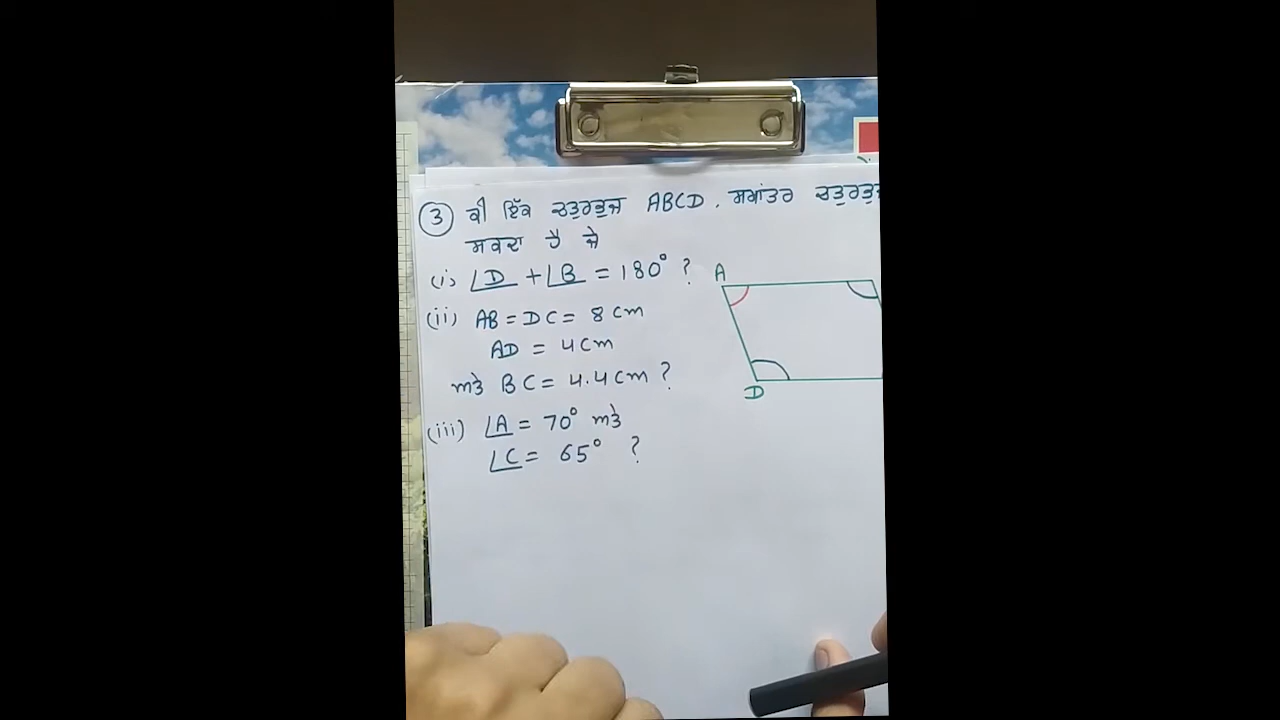 ③ ਕੀ ਇੱਕ ਚਤੁਰਭੁਜ ABCD, ਸਮਾਂਤਰ ਚਤੁਰਭੁਜ
ਸਕਦਾ ਹੈ ਜੇ
(i) ∠D + ∠B = 180° ?
(ii) AB = DC = 8 cm
AD = 4 cm
ਅਤੇ BC = 4.4 cm ?
(iii) ∠A = 70° ਅਤੇ
∠C = 65° ?
A
D